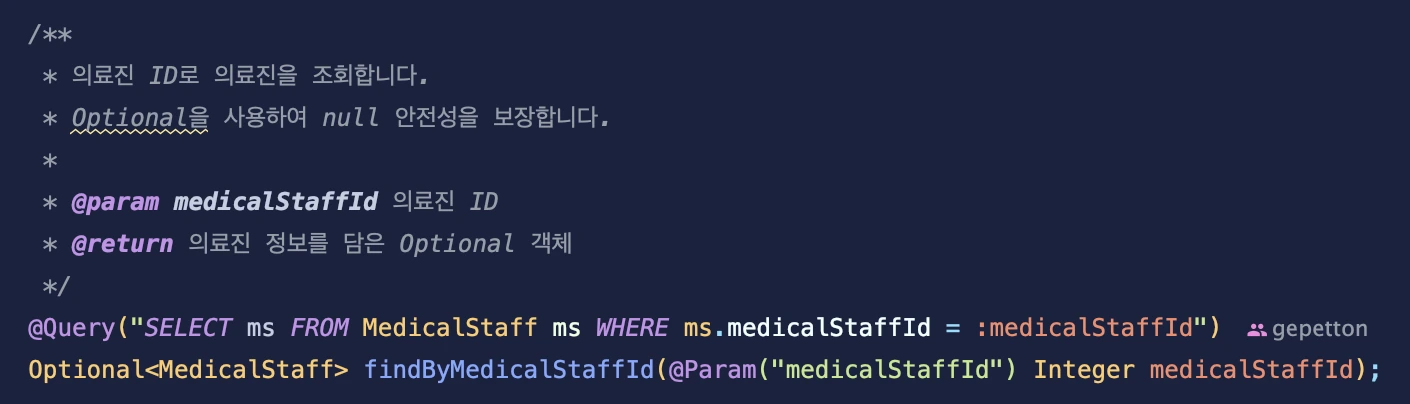 /**
 * 의료진 ID로 의료진을 조회합니다.
 * Optional을 사용하여 null 안전성을 보장합니다.
 *
 * @param medicalStaffId 의료진 ID
 * @return 의료진 정보를 담은 Optional 객체
 */
@Query("SELECT ms FROM MedicalStaff ms WHERE ms.medicalStaffId = :medicalStaffId") gepetton
Optional<MedicalStaff> findByMedicalStaffId(@Param("medicalStaffId") Integer medicalStaffId);